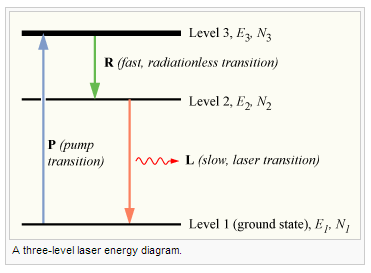 Level 3, E3, N3
R (fast, radiationless transition)
Level 2, E2, N2
P (pump
transition)
L (slow, laser transition)
Level 1 (ground state), E1, N1
A three-level laser energy diagram.